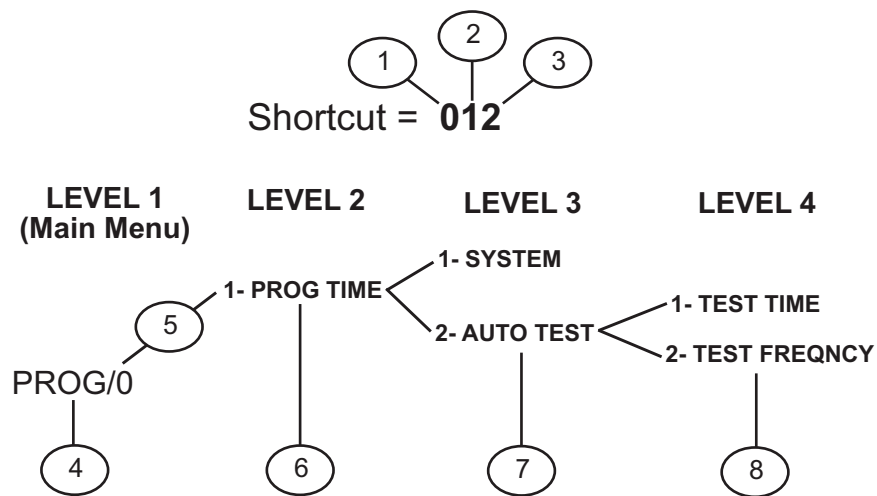 2
1
3
Shortcut = 012
LEVEL 1
(Main Menu)
LEVEL 2
LEVEL 3
LEVEL 4
1- SYSTEM
1- PROG TIME
1- TEST TIME
5
2- AUTO TEST
2- TEST FREQNCY
PROG/0
4
6
7
8